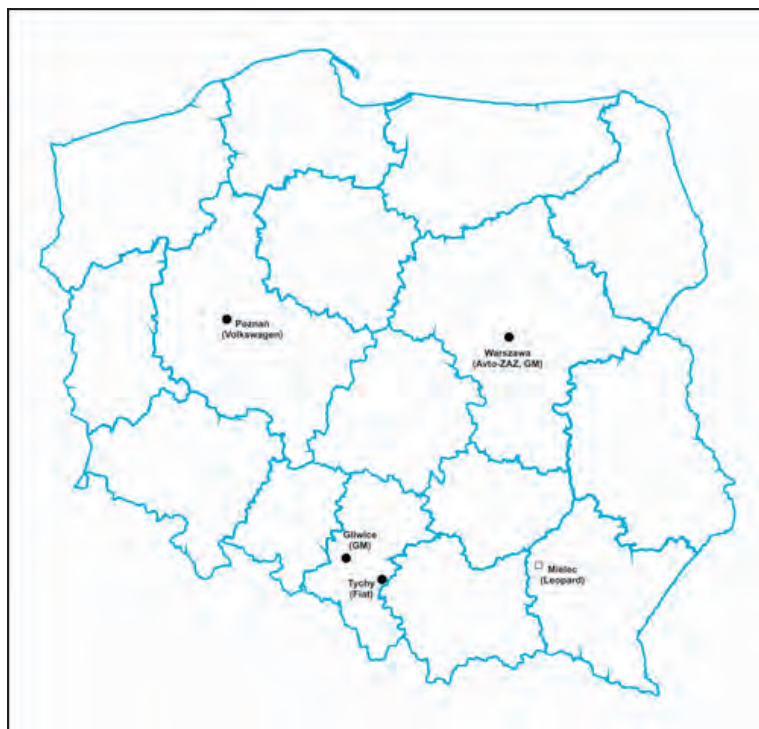 Poznań
(Volkswagen)
Warszawa
(Avto-ZAZ, GM)
Gliwice
(GM)
Tychy
(Fiat)
Mielec
(Leopard)